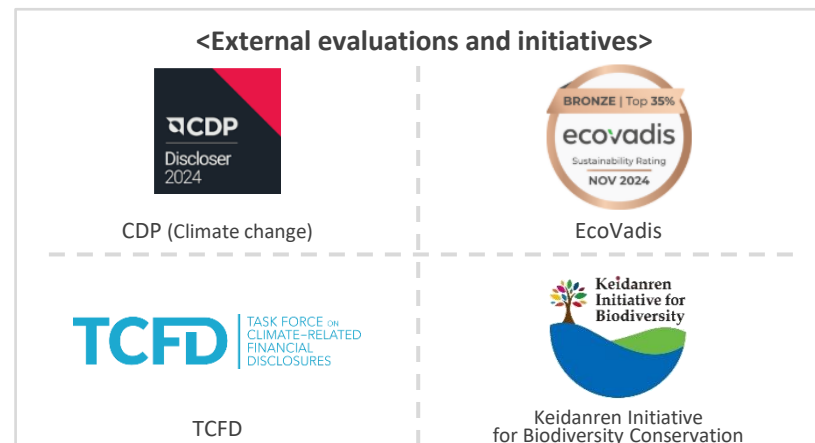 <External evaluations and initiatives>
CDP
Discloser
2024
CDP (Climate change)
BRONZE | Top 35%
ecovadis
Sustainability Rating
NOV 2024
EcoVadis
TCFD
TASK FORCE ON
CLIMATE-RELATED
FINANCIAL
DISCLOSURES
TCFD
Keidanren
Initiative for
Biodiversity
Keidanren Initiative
for Biodiversity Conservation